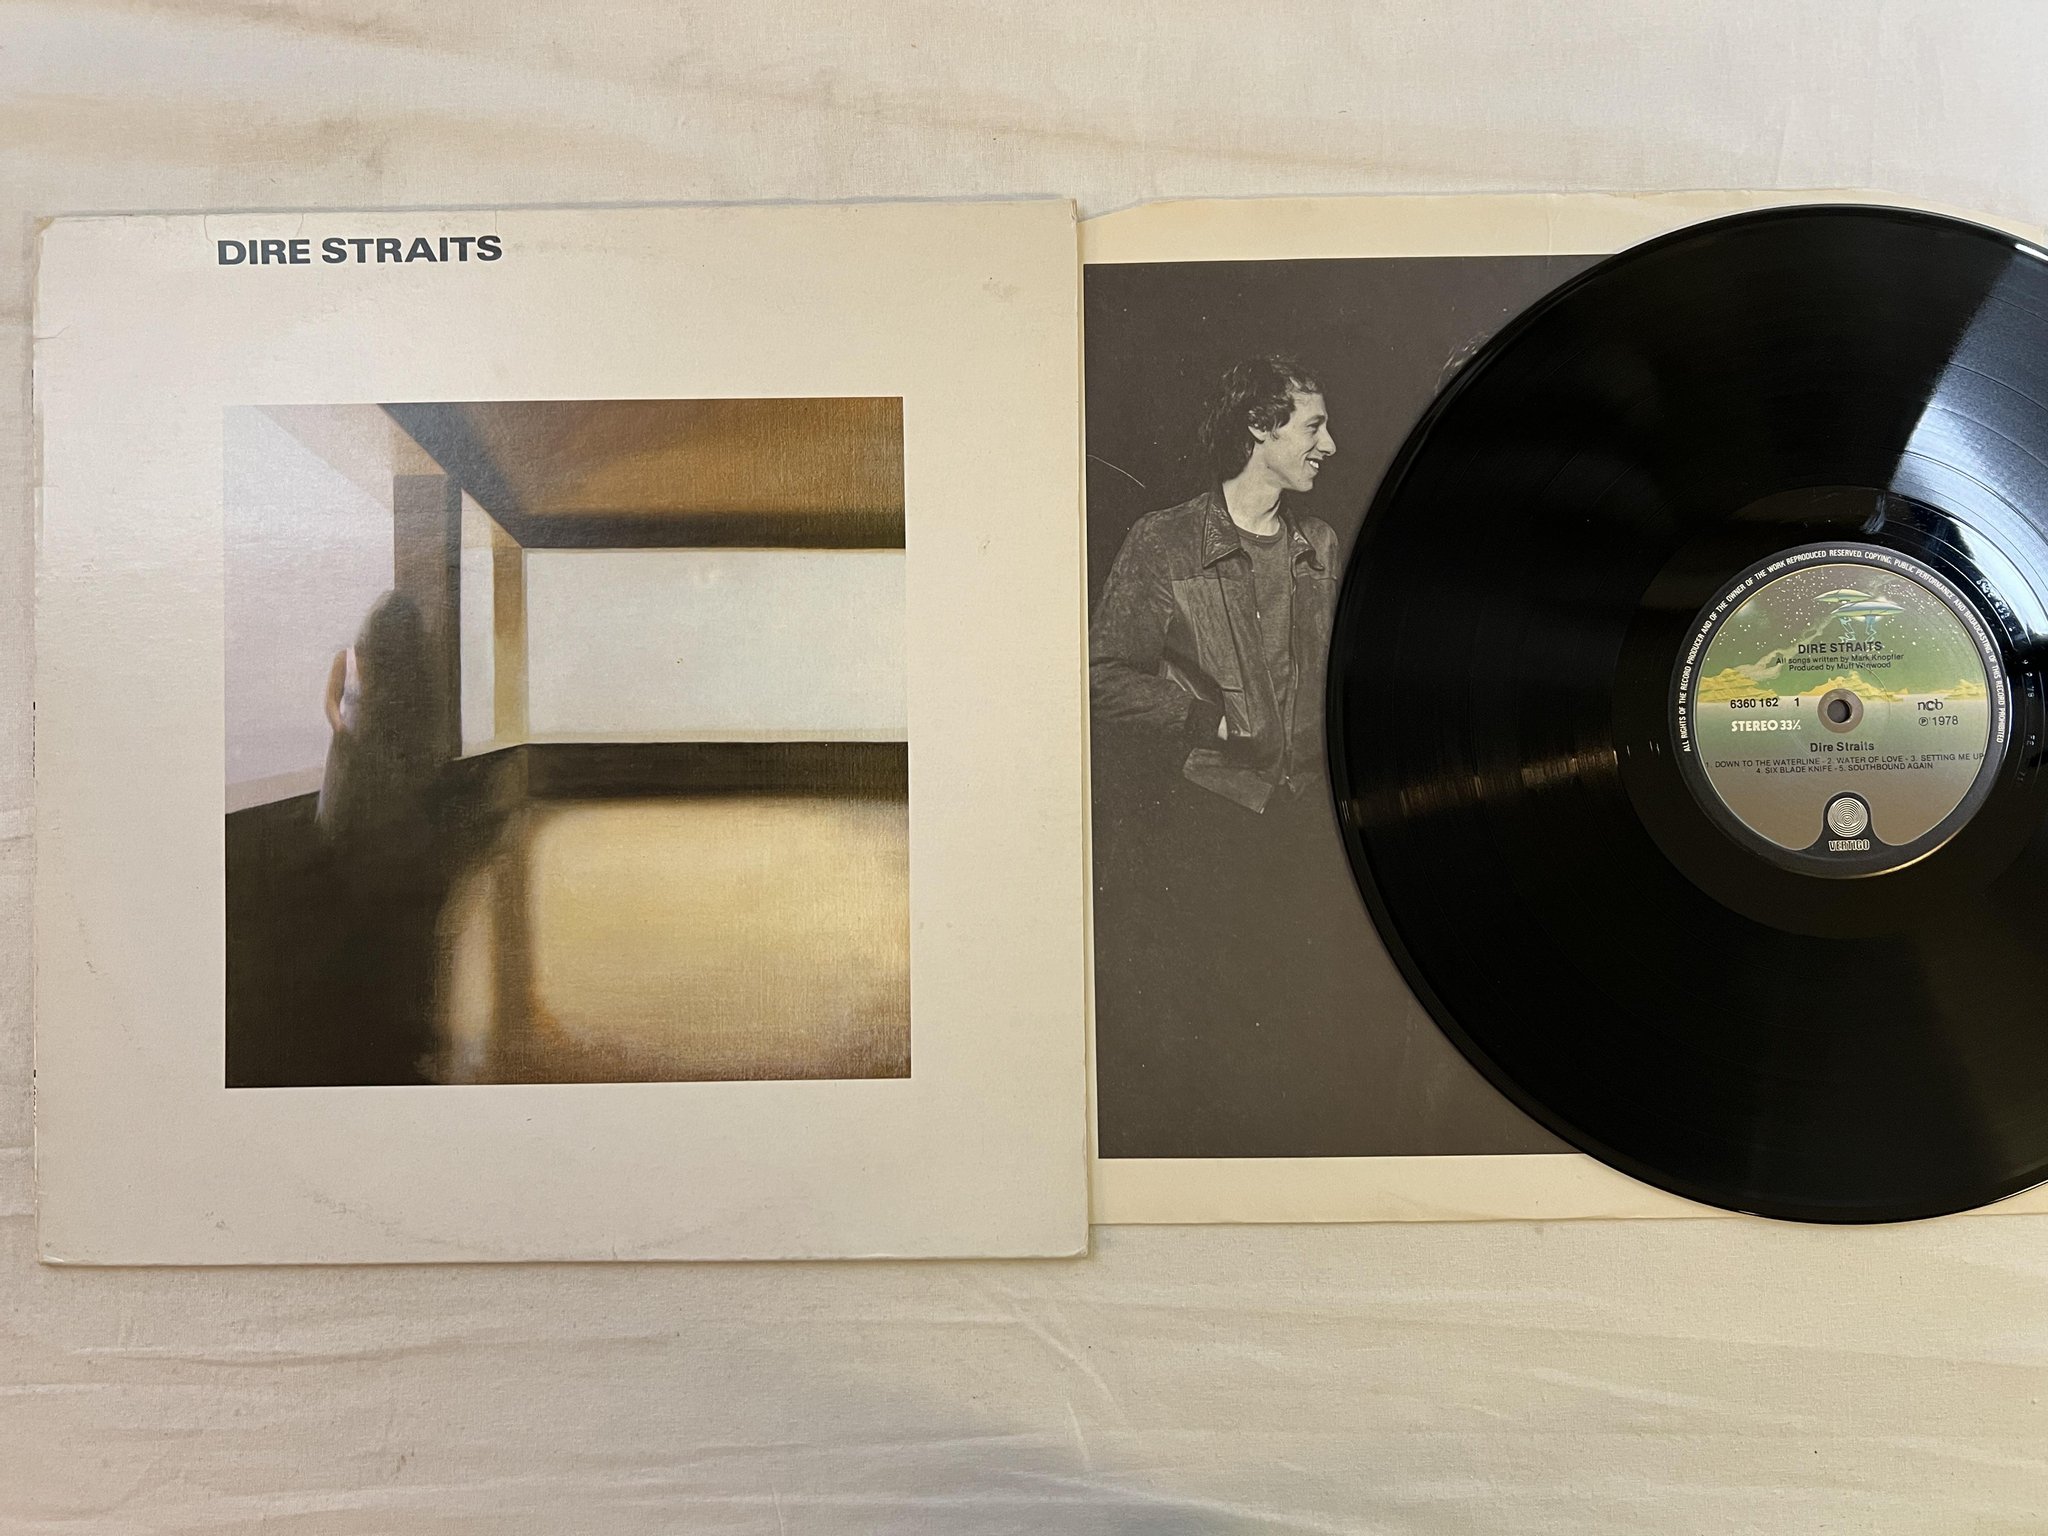 DIRE STRAITS
ALL RIGHTS OF THE RECORD PRODUCER AND OF THE OWNER OF THE WORK REPRODUCED RESERVED. COPYING, PUBLIC PERFORMANCE AND BROADCASTING OF THIS RECORD PROHIBITED
DIRE STRAITS
All songs written by Mark Knopfler
Produced by Muff Winwood
6360 162 1
ncb
STEREO 33⅓
℗ 1978
Dire Straits
1. DOWN TO THE WATERLINE - 2. WATER OF LOVE - 3. SETTING ME UP
4. SIX BLADE KNIFE - 5. SOUTHBOUND AGAIN
VERTIGO